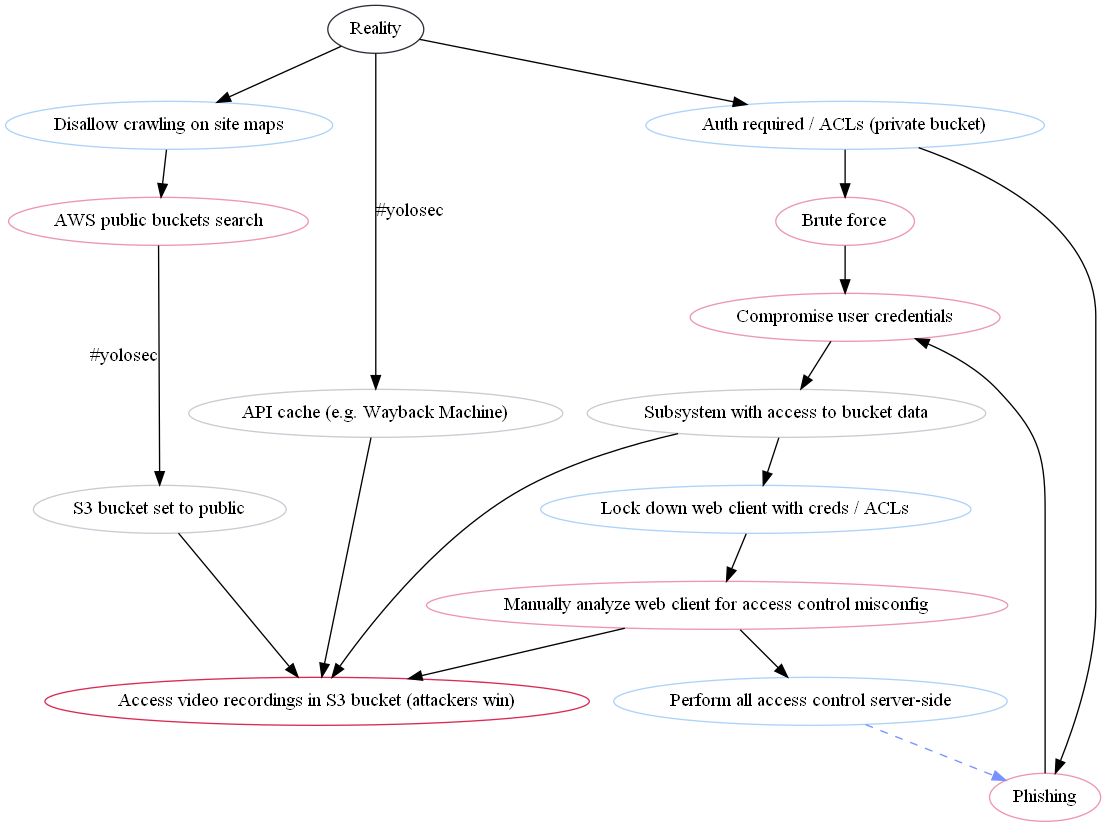 Reality
Disallow crawling on site maps
Auth required / ACLs (private bucket)
#yolosec
AWS public buckets search
Brute force
Compromise user credentials
#yolosec
API cache (e.g. Wayback Machine)
Subsystem with access to bucket data
S3 bucket set to public
Lock down web client with creds / ACLs
Manually analyze web client for access control misconfig
Access video recordings in S3 bucket (attackers win)
Perform all access control server-side
Phishing